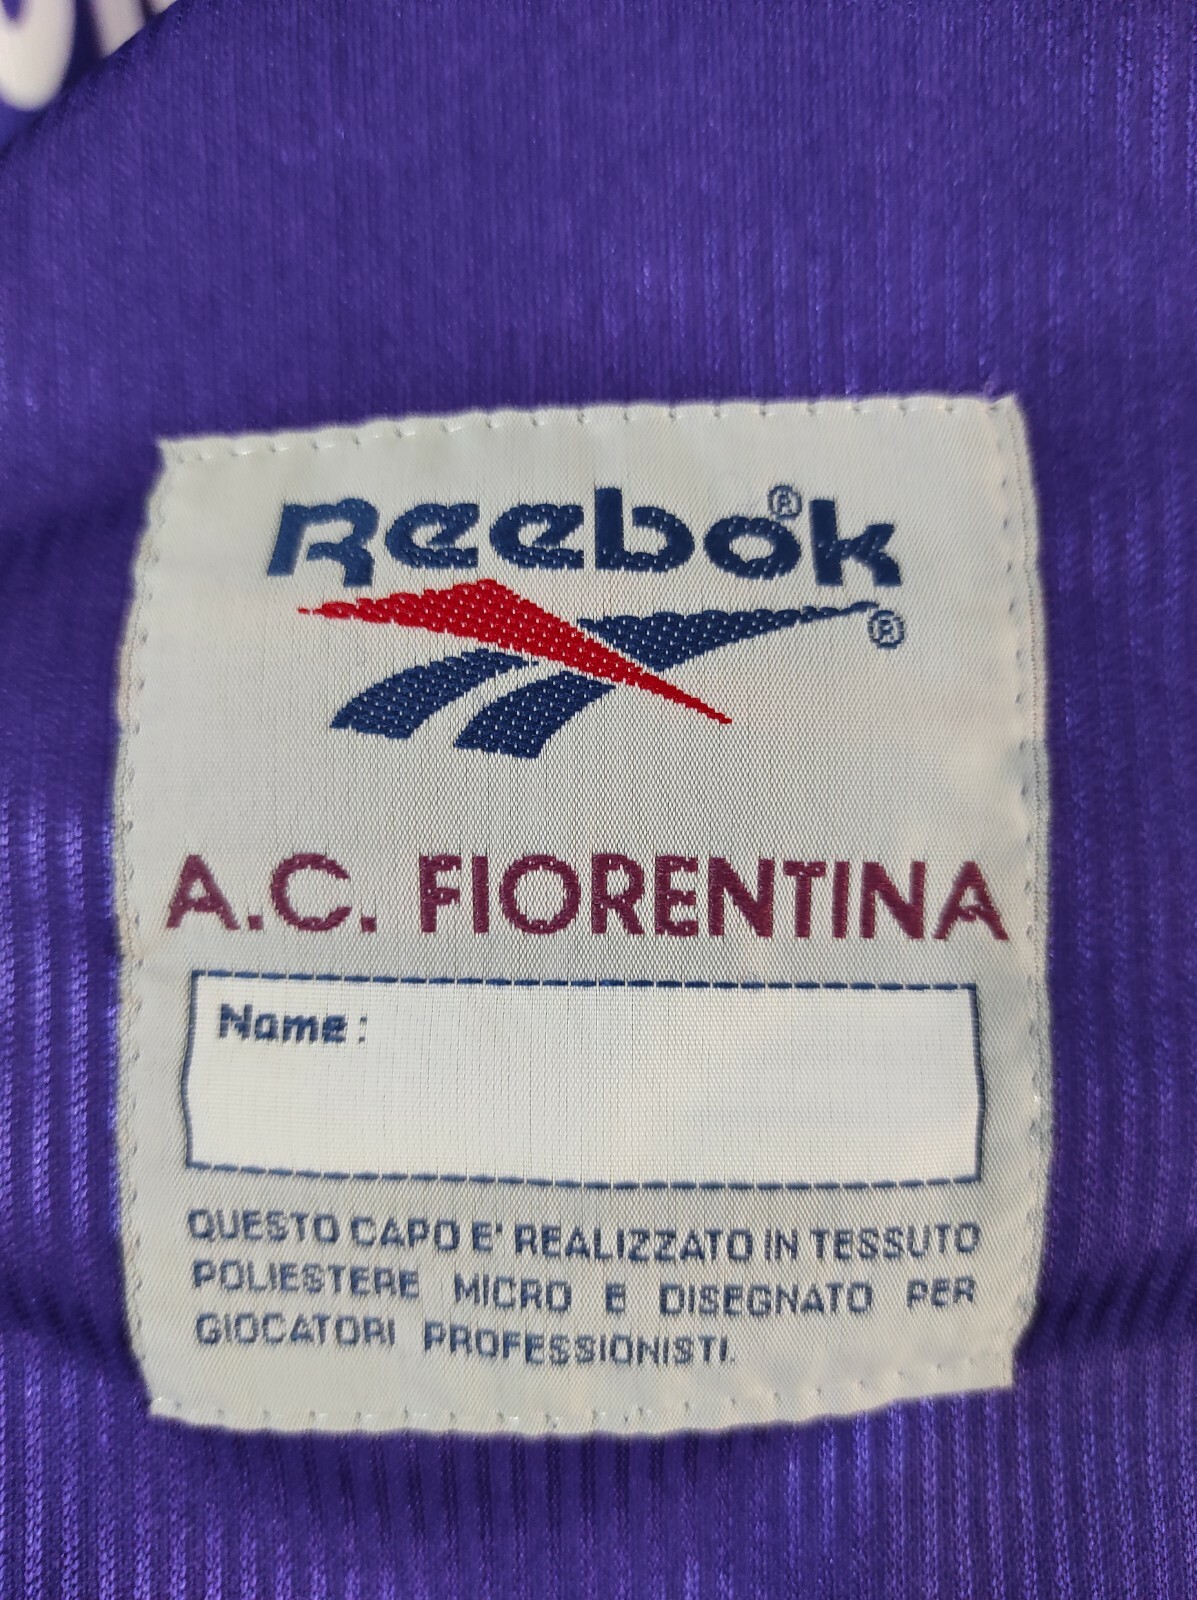 Reebok®
®
A.C. FIORENTINA
Name:
QUESTO CAPO E' REALIZZATO IN TESSUTO
POLIESTERE MICRO E DISEGNATO PER
GIOCATORI PROFESSIONISTI.